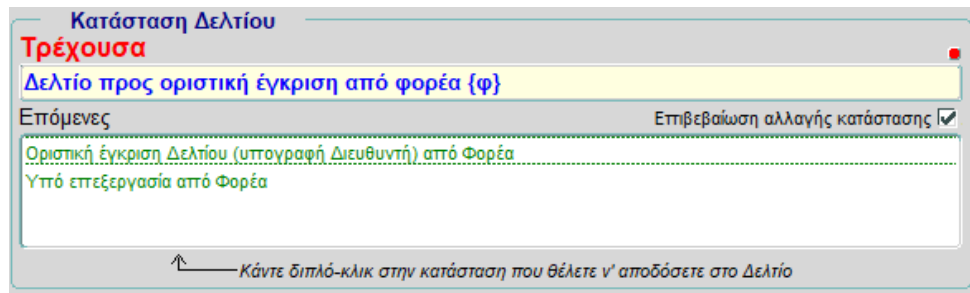 Κατάσταση Δελτίου
Τρέχουσα
Δελτίο προς οριστική έγκριση από φορέα {φ}
Επόμενες Επιβεβαίωση αλλαγής κατάστασης
Οριστική έγκριση Δελτίου (υπογραφή Διευθυντή) από Φορέα
Υπό επεξεργασία από Φορέα
Κάντε διπλό-κλικ στην κατάσταση που θέλετε ν' αποδόσετε στο Δελτίο